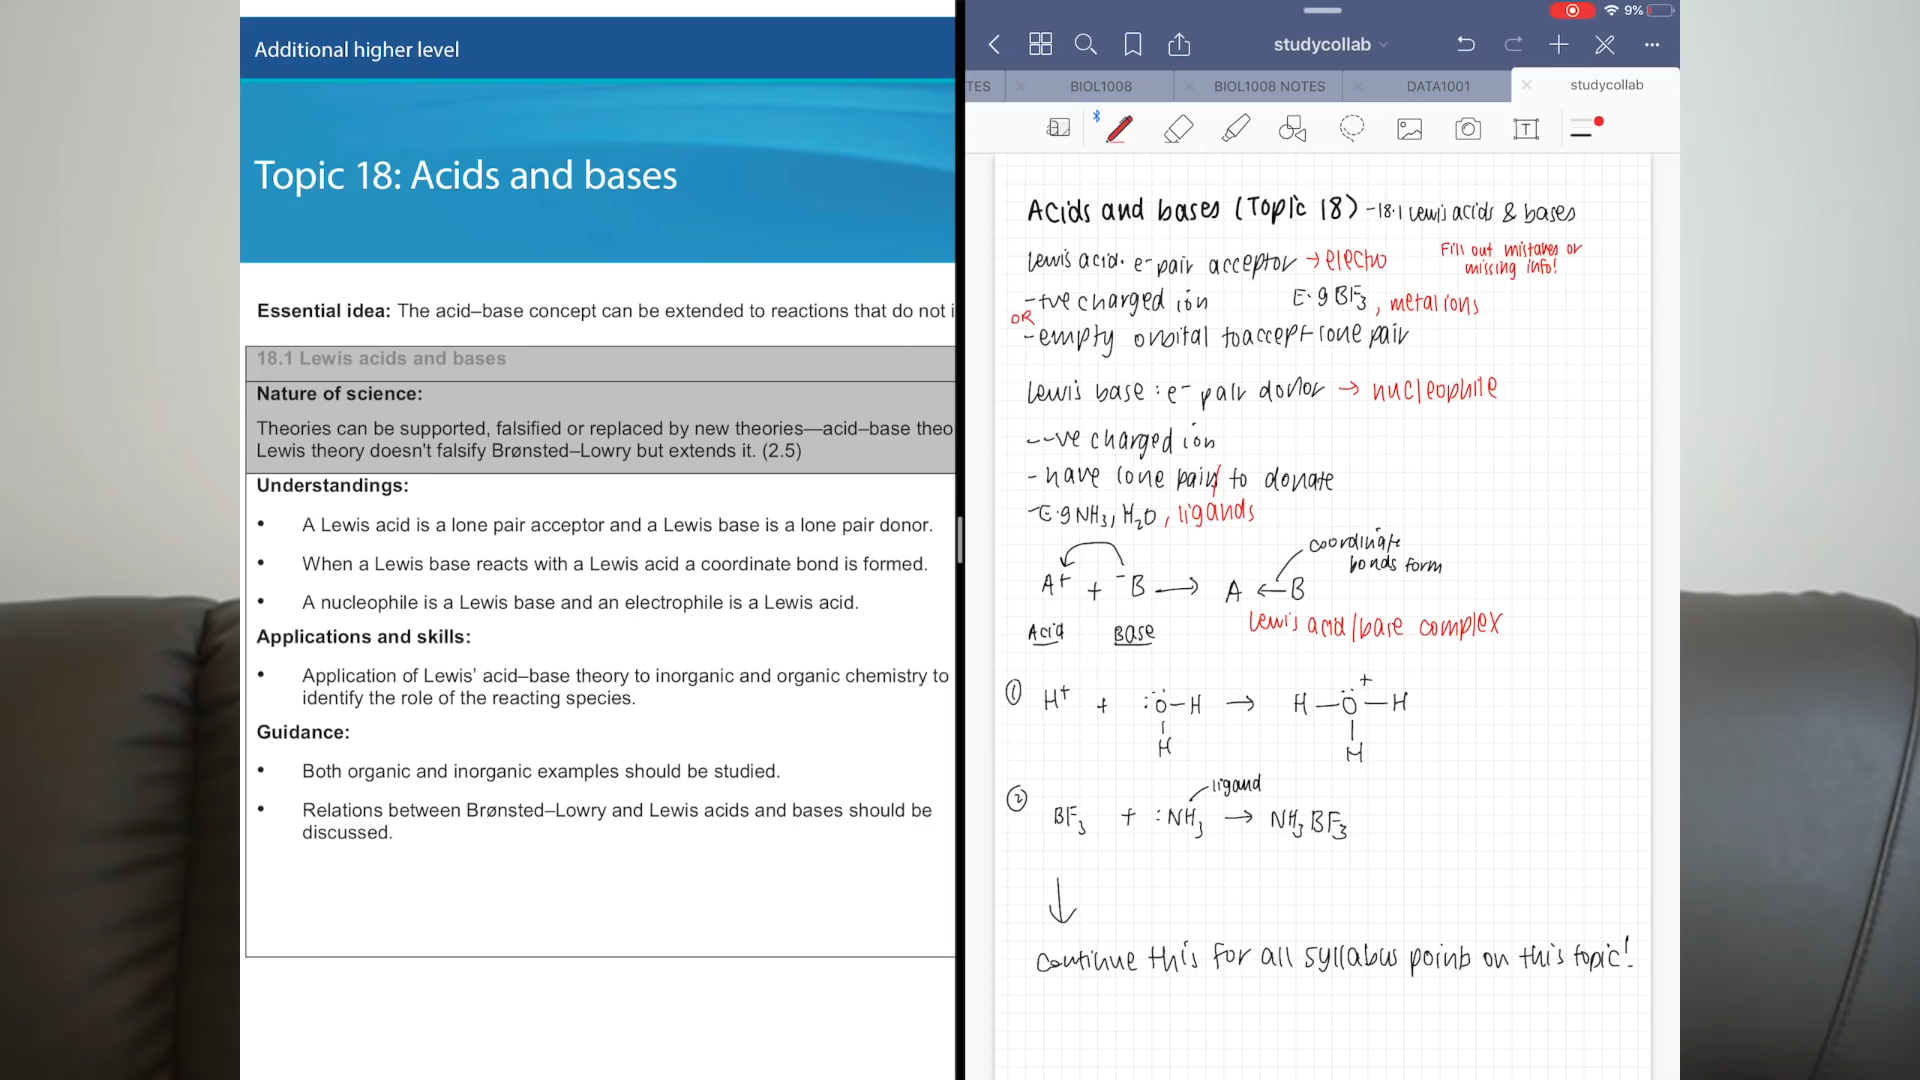 Additional higher level
Topic 18: Acids and bases
Essential idea: The acid–base concept can be extended to reactions that do not i
18.1 Lewis acids and bases
Nature of science:
Theories can be supported, falsified or replaced by new theories—acid–base theo
Lewis theory doesn't falsify Brønsted–Lowry but extends it. (2.5)
Understandings:
• A Lewis acid is a lone pair acceptor and a Lewis base is a lone pair donor.
• When a Lewis base reacts with a Lewis acid a coordinate bond is formed.
• A nucleophile is a Lewis base and an electrophile is a Lewis acid.
Applications and skills:
• Application of Lewis' acid–base theory to inorganic and organic chemistry to
identify the role of the reacting species.
Guidance:
• Both organic and inorganic examples should be studied.
• Relations between Brønsted–Lowry and Lewis acids and bases should be
discussed.
9%
studycollab
TES BIOL1008 BIOL1008 NOTES DATA1001 studycollab
Acids and bases (Topic 18) - 18.1 Lewis acids & bases
Lewis acid: e⁻ pair acceptor → electro
Fill out mistakes or
missing info!
- +ve charged ion E.g BF₃, metal ions
OR
- empty orbital to accept lone pair
Lewis base: e⁻ pair donor → nucleophile
- -ve charged ion
- have lone pair to donate
- E.g NH₃, H₂O, ligands
coordinate
bonds form
A+ + ⁻B → A ← B
Acid Base
Lewis acid/base complex
① H⁺ + :Ö–H → H–Ö–H +
H H
② BF₃ + :NH₃ → NH₃BF₃
ligand
↓
continue this for all syllabus points on this topic!